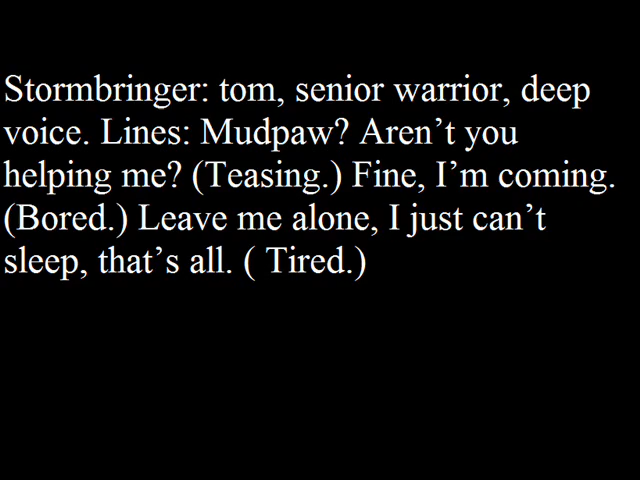 Stormbringer: tom, senior warrior, deep
voice. Lines: Mudpaw? Aren’t you
helping me? (Teasing.) Fine, I’m coming.
(Bored.) Leave me alone, I just can’t
sleep, that’s all. ( Tired.)